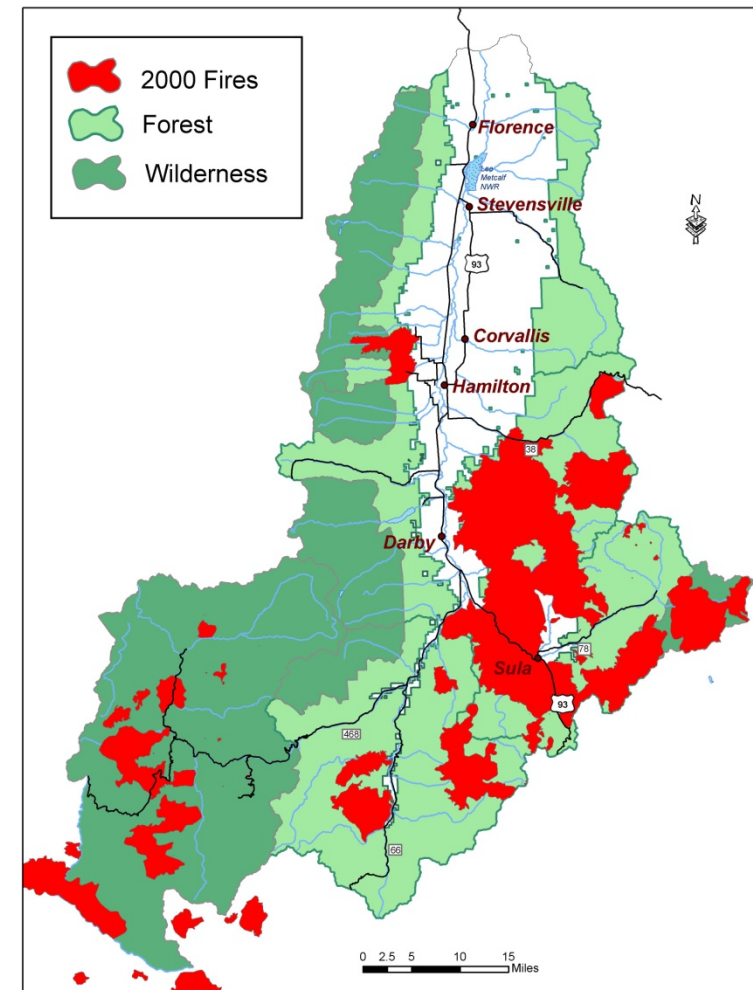 2000 Fires
Forest
Wilderness
Florence
Lee
Metcalf
NWR
Stevensville
N
93
Corvallis
Hamilton
38
Darby
Sula
78
93
468
66
0 2.5 5 10 15
Miles